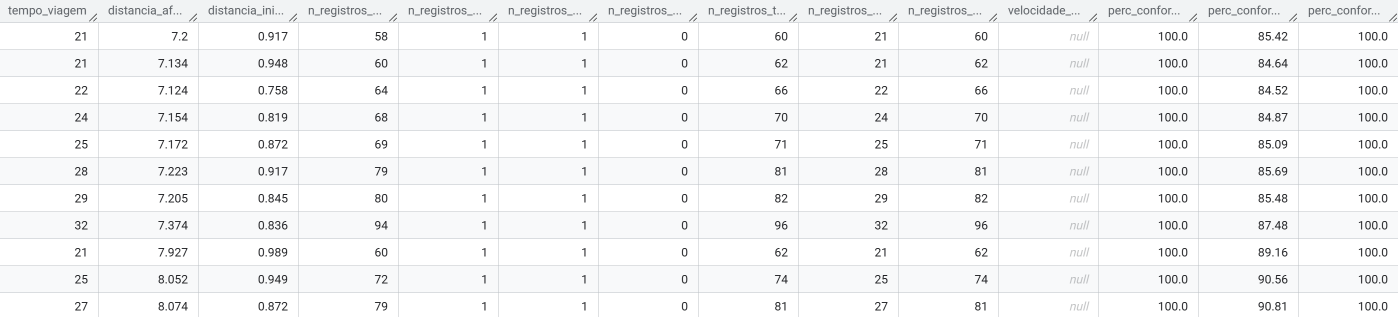 tempo_viagem distancia_af... distancia_ini... n_registros_... n_registros_... n_registros_... n_registros_... n_registros_t... n_registros_... n_registros_... velocidade_... perc_confor... perc_confor... perc_confor...
21 7.2 0.917 58 1 1 0 60 21 60 null 100.0 85.42 100.0
21 7.134 0.948 60 1 1 0 62 21 62 null 100.0 84.64 100.0
22 7.124 0.758 64 1 1 0 66 22 66 null 100.0 84.52 100.0
24 7.154 0.819 68 1 1 0 70 24 70 null 100.0 84.87 100.0
25 7.172 0.872 69 1 1 0 71 25 71 null 100.0 85.09 100.0
28 7.223 0.917 79 1 1 0 81 28 81 null 100.0 85.69 100.0
29 7.205 0.845 80 1 1 0 82 29 82 null 100.0 85.48 100.0
32 7.374 0.836 94 1 1 0 96 32 96 null 100.0 87.48 100.0
21 7.927 0.989 60 1 1 0 62 21 62 null 100.0 89.16 100.0
25 8.052 0.949 72 1 1 0 74 25 74 null 100.0 90.56 100.0
27 8.074 0.872 79 1 1 0 81 27 81 null 100.0 90.81 100.0